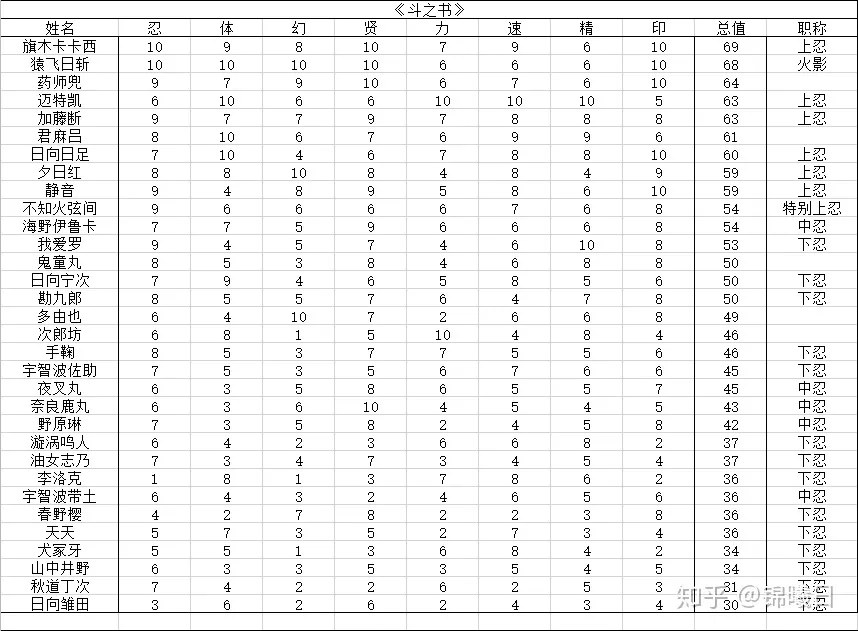 《斗之书》
姓名 忍 体 幻 贤 力 速 精 印 总值 职称
旗木卡卡西 10 9 8 10 7 9 6 10 69 上忍
猿飞日斩 10 10 10 10 6 6 6 10 68 火影
药师兜 9 7 9 10 6 7 6 10 64
迈特凯 6 10 6 6 10 10 10 5 63 上忍
加藤断 9 7 7 9 7 8 8 8 63 上忍
君麻吕 8 10 6 7 6 9 9 6 61
日向日足 7 10 4 6 7 8 8 10 60 上忍
夕日红 8 8 10 8 4 8 4 9 59 上忍
静音 9 4 8 9 5 8 6 10 59 上忍
不知火弦间 9 6 6 6 6 7 6 8 54 特别上忍
海野伊鲁卡 7 7 5 9 6 6 6 8 54 中忍
我爱罗 9 4 5 7 4 6 10 8 53 下忍
鬼童丸 8 5 3 8 4 6 8 8 50
日向宁次 7 9 4 6 5 8 5 6 50 下忍
勘九郎 8 5 5 7 6 4 7 8 50 下忍
多由也 6 4 10 7 2 6 6 8 49
次郎坊 6 8 1 5 10 4 8 4 46
手鞠 8 5 3 7 7 5 5 6 46 下忍
宇智波佐助 7 5 3 5 6 7 6 6 45 下忍
夜叉丸 6 3 5 8 6 5 5 7 45 中忍
奈良鹿丸 6 3 6 10 4 5 4 5 43 中忍
野原琳 7 3 5 8 2 4 5 8 42 中忍
漩涡鸣人 6 4 2 3 6 6 8 2 37 下忍
油女志乃 7 3 4 7 3 4 5 4 37 下忍
李洛克 1 8 1 3 7 8 6 2 36 下忍
宇智波带土 6 4 3 2 4 6 5 6 36 中忍
春野樱 4 2 7 8 2 2 3 8 36 下忍
天天 5 7 3 5 2 7 3 4 36 下忍
犬冢牙 5 5 1 3 6 8 4 2 34 下忍
山中井野 6 3 3 5 3 5 4 5 34 下忍
秋道丁次 7 4 2 2 6 2 5 3 31 下忍
日向雏田 3 6 2 6 2 4 3 4 30 下忍
知乎 @锦曦日